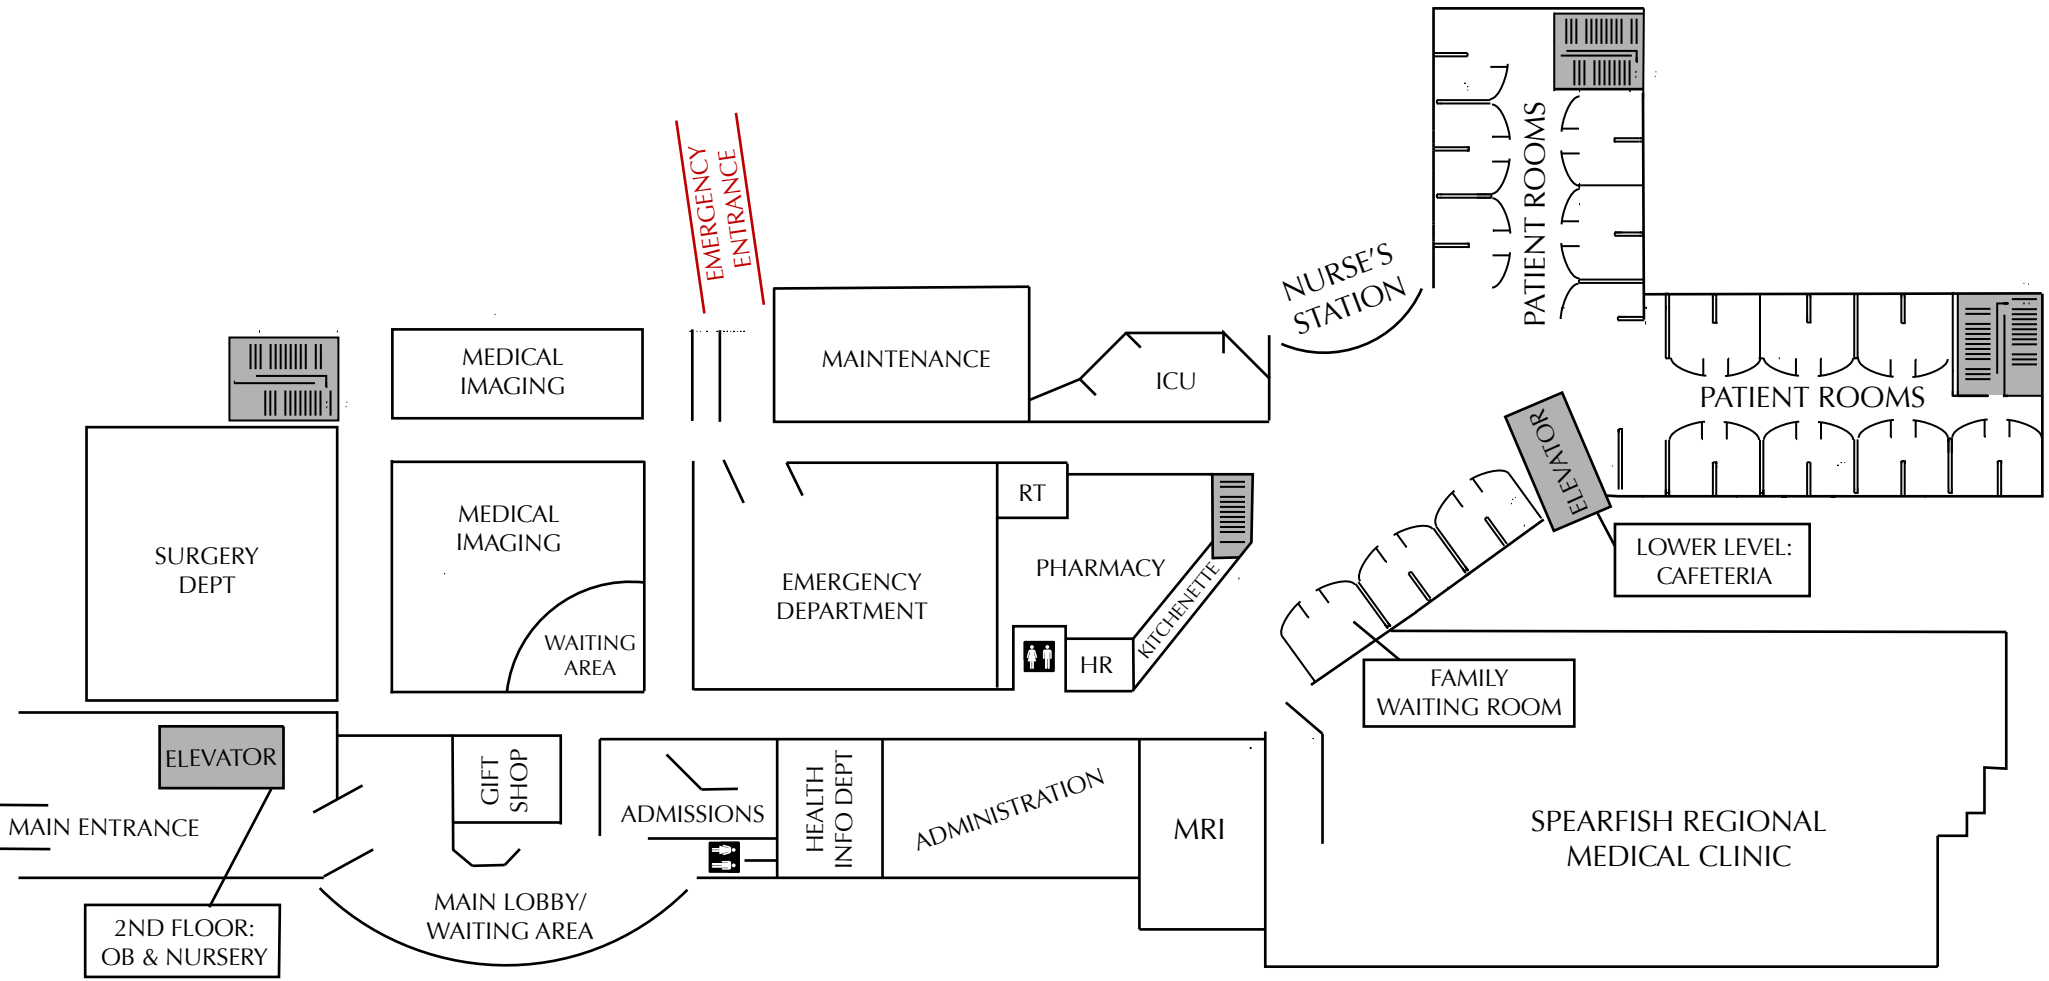 EMERGENCY
ENTRANCE
PATIENT ROOMS
NURSE'S
STATION
MEDICAL
IMAGING
MAINTENANCE
ICU
PATIENT ROOMS
ELEVATOR
RT
MEDICAL
IMAGING
SURGERY
DEPT
PHARMACY
EMERGENCY
DEPARTMENT
KITCHENETTE
LOWER LEVEL:
CAFETERIA
WAITING
AREA
HR
FAMILY
WAITING ROOM
ELEVATOR
GIFT
SHOP
ADMISSIONS
HEALTH
INFO DEPT
ADMINISTRATION
MRI
SPEARFISH REGIONAL
MEDICAL CLINIC
MAIN ENTRANCE
MAIN LOBBY/
WAITING AREA
2ND FLOOR:
OB & NURSERY